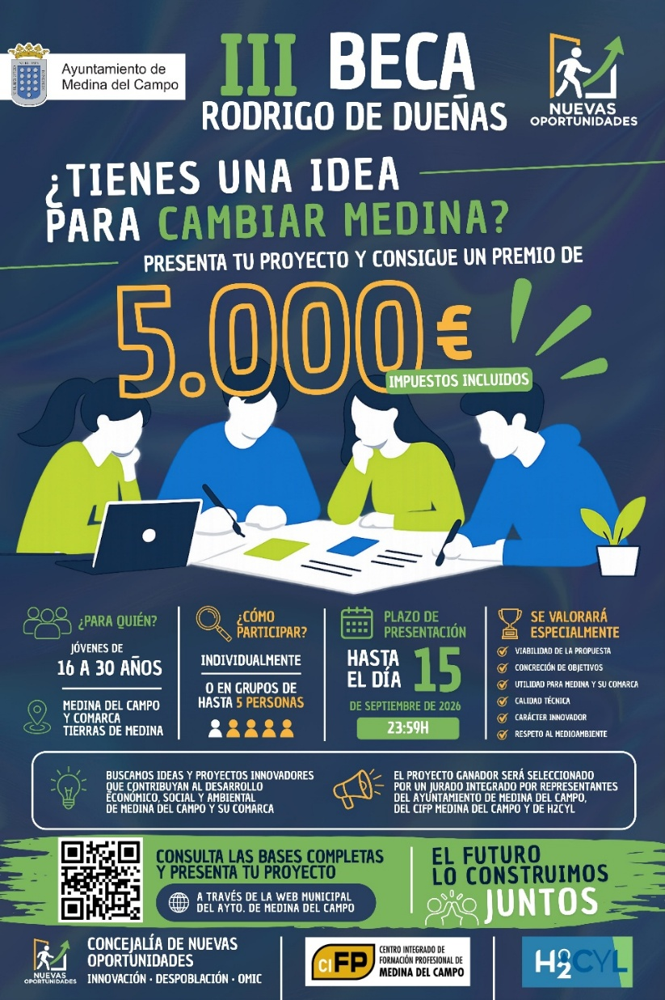 Ayuntamiento de
Medina del Campo
III BECA
RODRIGO DE DUEÑAS
NUEVAS
OPORTUNIDADES
¿TIENES UNA IDEA
PARA CAMBIAR MEDINA?
PRESENTA TU PROYECTO Y CONSIGUE UN PREMIO DE
5.000€
IMPUESTOS INCLUIDOS
¿PARA QUIÉN?
JÓVENES DE
16 A 30 AÑOS
MEDINA DEL CAMPO
Y COMARCA
TIERRAS DE MEDINA
¿CÓMO
PARTICIPAR?
INDIVIDUALMENTE
O EN GRUPOS DE
HASTA 5 PERSONAS
PLAZO DE
PRESENTACIÓN
HASTA
EL DÍA 15
DE SEPTIEMBRE DE 2026
23:59H
SE VALORARÁ
ESPECIALMENTE
VIABILIDAD DE LA PROPUESTA
CONCRECIÓN DE OBJETIVOS
UTILIDAD PARA MEDINA Y SU COMARCA
CALIDAD TÉCNICA
CARÁCTER INNOVADOR
RESPETO AL MEDIOAMBIENTE
BUSCAMOS IDEAS Y PROYECTOS INNOVADORES
QUE CONTRIBUYAN AL DESARROLLO
ECONÓMICO, SOCIAL Y AMBIENTAL
DE MEDINA DEL CAMPO Y SU COMARCA
EL PROYECTO GANADOR SERÁ SELECCIONADO
POR UN JURADO INTEGRADO POR REPRESENTANTES
DEL AYUNTAMIENTO DE MEDINA DEL CAMPO,
DEL CIFP MEDINA DEL CAMPO Y DE H2CYL
CONSULTA LAS BASES COMPLETAS
Y PRESENTA TU PROYECTO
A TRAVÉS DE LA WEB MUNICIPAL
DEL AYTO. DE MEDINA DEL CAMPO
EL FUTURO
LO CONSTRUIMOS
JUNTOS
NUEVAS
OPORTUNIDADES
CONCEJALÍA DE NUEVAS
OPORTUNIDADES
INNOVACIÓN · DESPOBLACIÓN · OMIC
CIFP
CENTRO INTEGRADO DE
FORMACIÓN PROFESIONAL DE
MEDINA DEL CAMPO
H2CYL